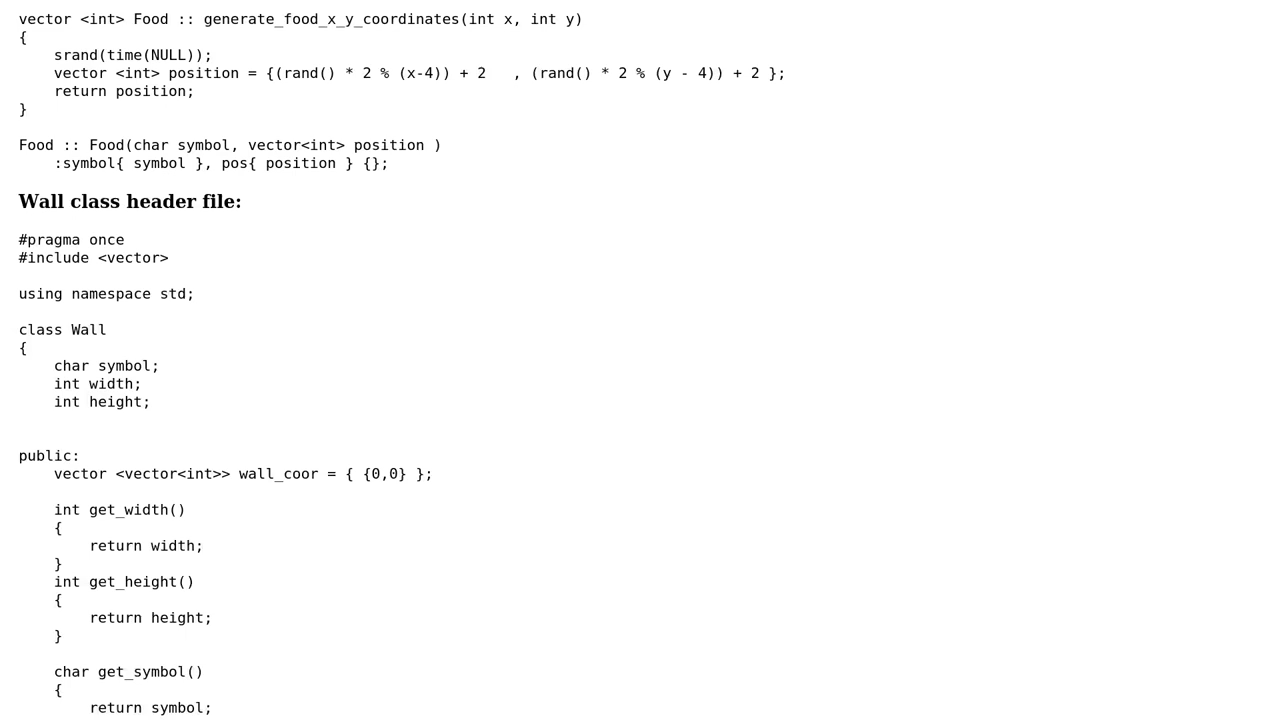 vector <int> Food :: generate_food_x_y_coordinates(int x, int y)
{
    srand(time(NULL));
    vector <int> position = {(rand() * 2 % (x-4)) + 2   , (rand() * 2 % (y - 4)) + 2 };
    return position;
}

Food :: Food(char symbol, vector<int> position )
    :symbol{ symbol }, pos{ position } {};

Wall class header file:

#pragma once
#include <vector>

using namespace std;

class Wall
{
    char symbol;
    int width;
    int height;


public:
    vector <vector<int>> wall_coor = { {0,0} };

    int get_width()
    {
        return width;
    }
    int get_height()
    {
        return height;
    }

    char get_symbol()
    {
        return symbol;